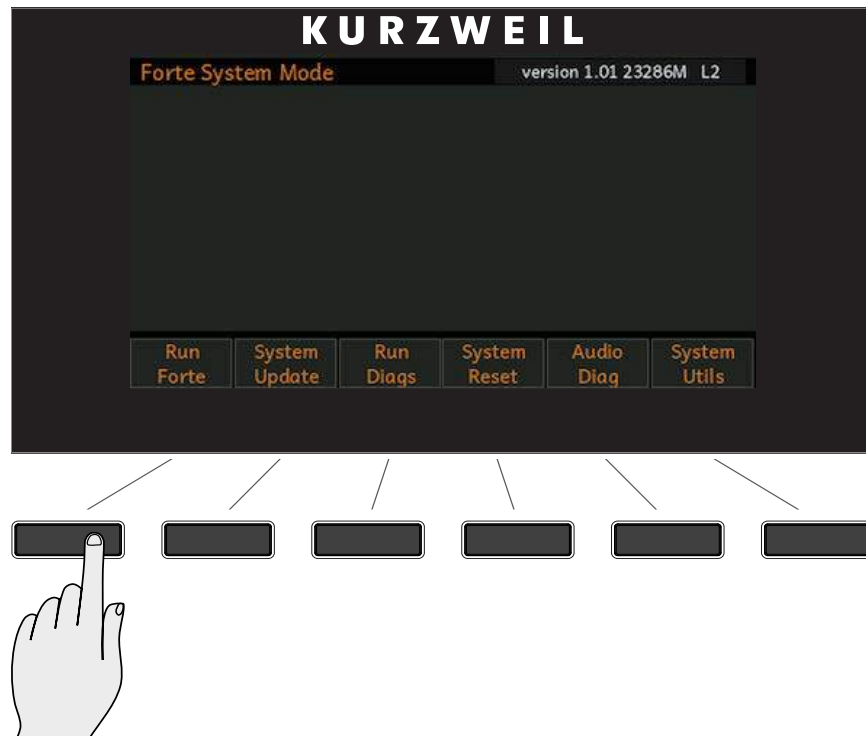 KURZWEIL
Forte System Mode version 1.01 23286M L2
Run Forte
System Update
Run Diags
System Reset
Audio Diag
System Utils